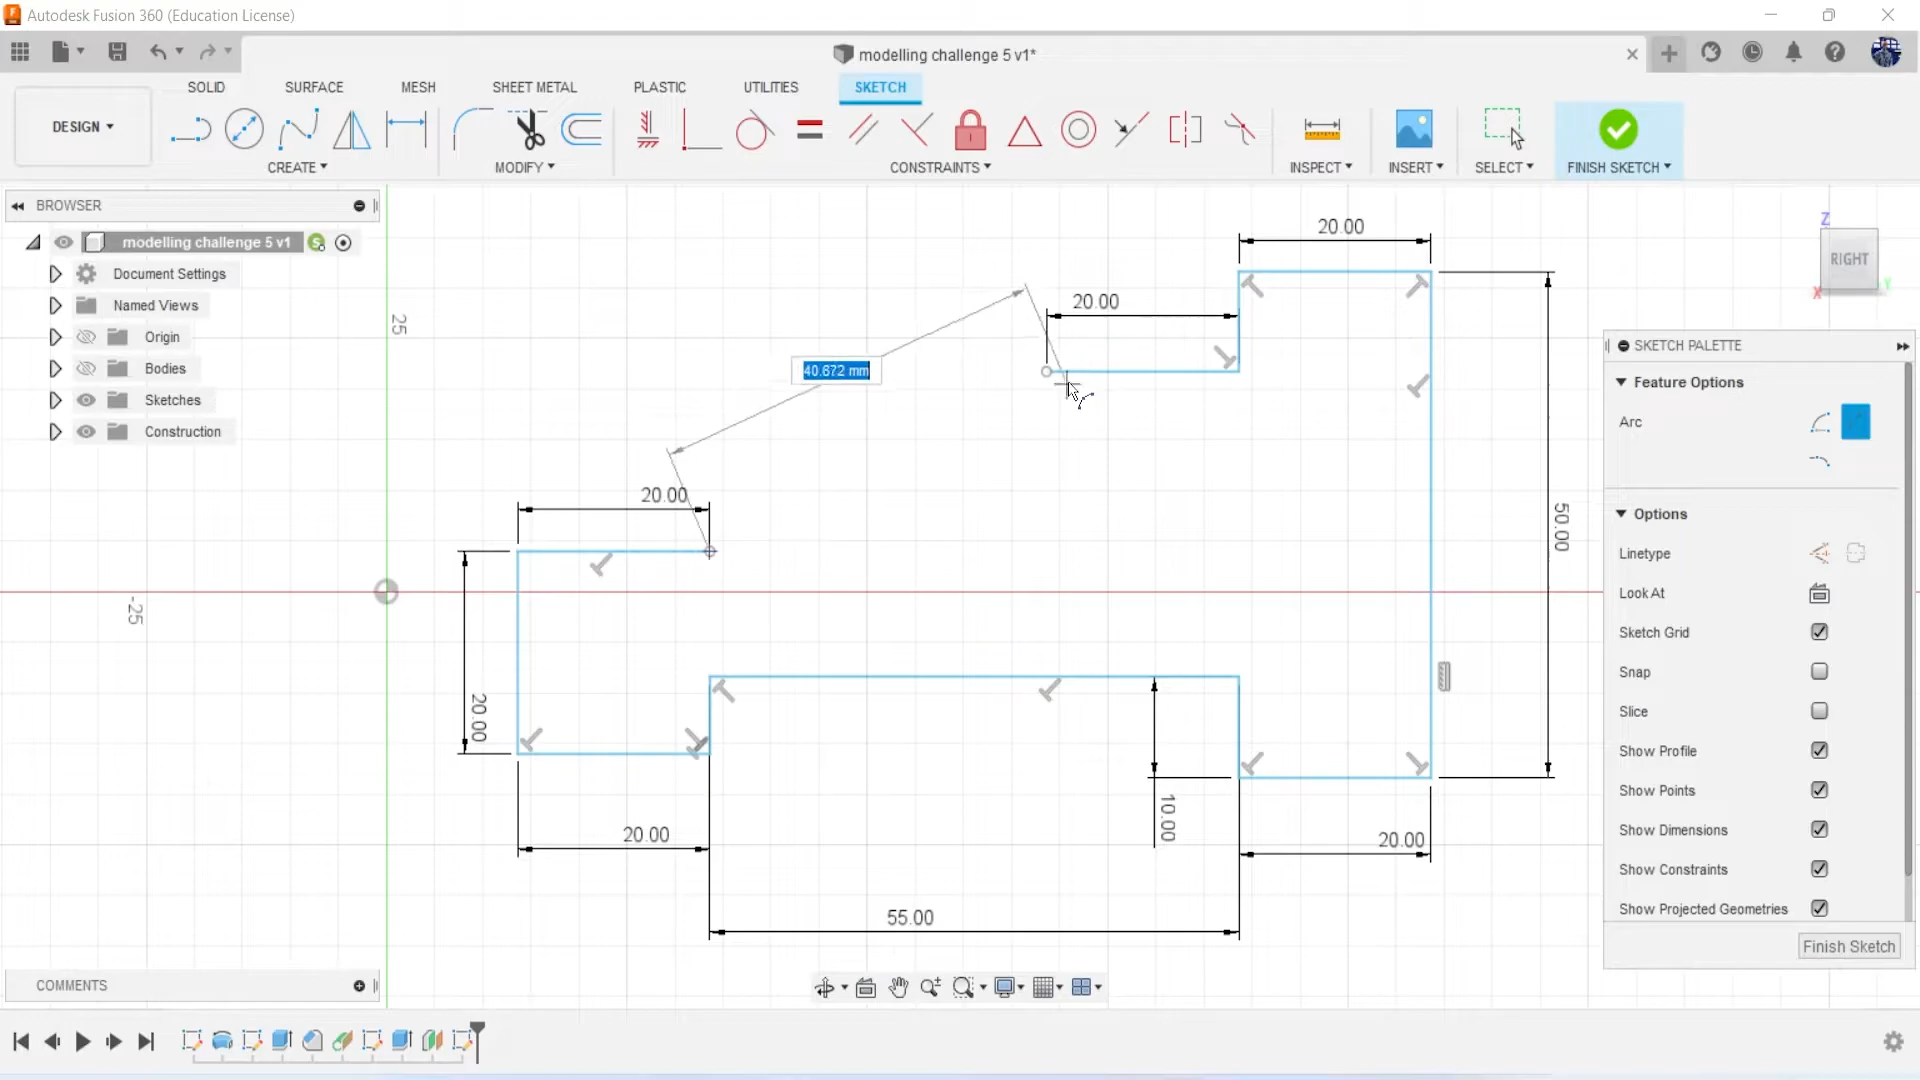 Autodesk Fusion 360 (Education License)
modelling challenge 5 v1*
SOLID SURFACE MESH SHEET METAL PLASTIC UTILITIES SKETCH
DESIGN
CREATE MODIFY CONSTRAINTS INSPECT INSERT SELECT FINISH SKETCH
BROWSER
modelling challenge 5 v1
Document Settings
Named Views
Origin
Bodies
Sketches
Construction
25
-25
20.00
20.00
40.672 mm
20.00
50.00
20.00
10.00
20.00
20.00
55.00
Z
RIGHT
X
Y
SKETCH PALETTE
Feature Options
Arc
Options
Linetype
Look At
Sketch Grid
Snap
Slice
Show Profile
Show Points
Show Dimensions
Show Constraints
Show Projected Geometries
Finish Sketch
COMMENTS